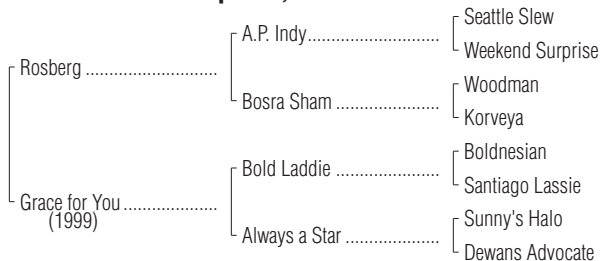 Seattle Slew
A.P. Indy
Weekend Surprise
Rosberg
Woodman
Bosra Sham
Korveya
Boldnesian
Bold Laddie
Santiago Lassie
Grace for You
(1999)
Sunny's Halo
Always a Star
Dewans Advocate